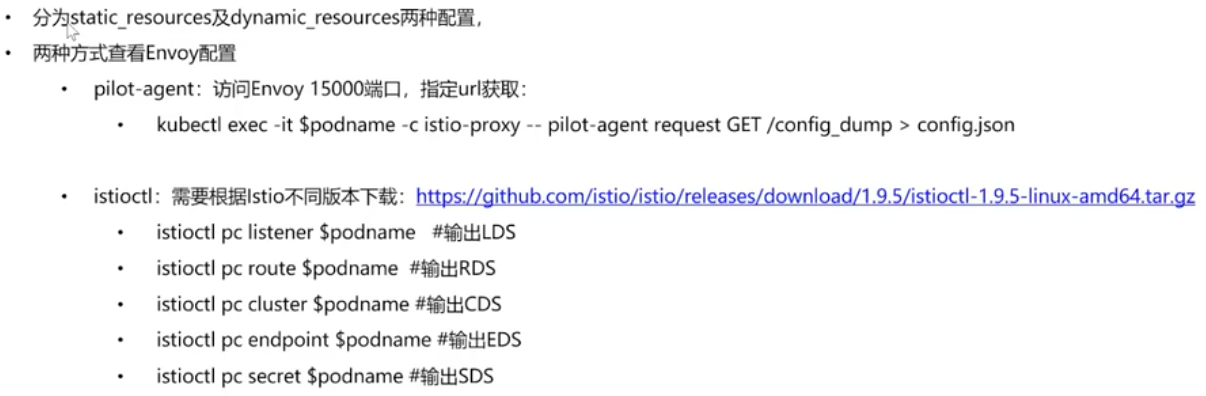 • 分为static_resources及dynamic_resources两种配置，
• 两种方式查看Envoy配置
• pilot-agent：访问Envoy 15000端口，指定url获取：
• kubectl exec -it $podname -c istio-proxy -- pilot-agent request GET /config_dump > config.json
• istioctl：需要根据Istio不同版本下载：https://github.com/istio/istio/releases/download/1.9.5/istioctl-1.9.5-linux-amd64.tar.gz
• istioctl pc listener $podname   #输出LDS
• istioctl pc route $podname  #输出RDS
• istioctl pc cluster $podname #输出CDS
• istioctl pc endpoint $podname #输出EDS
• istioctl pc secret $podname #输出SDS